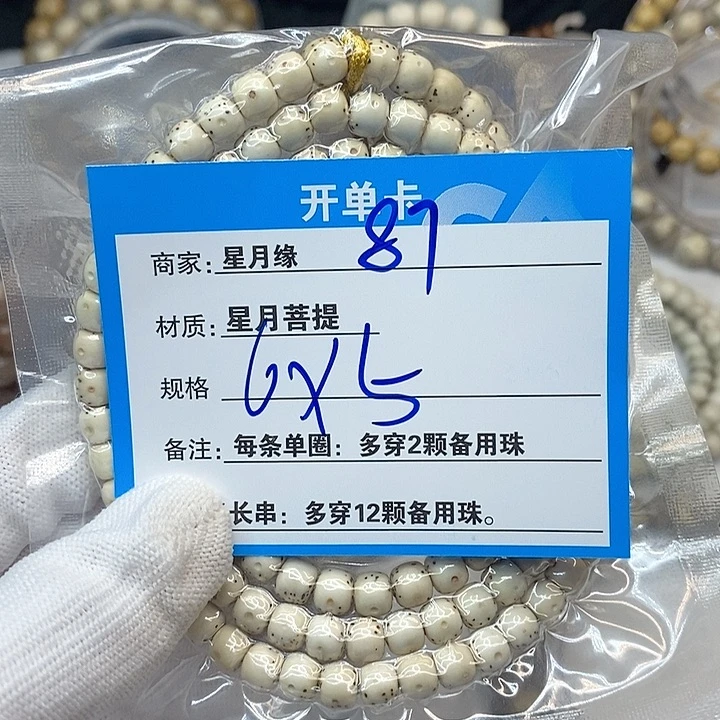 开单卡
商家：星月缘 87
材质：星月菩提
规格 6X5
备注：每条单圈：多穿2颗备用珠
长串：多穿12颗备用珠。